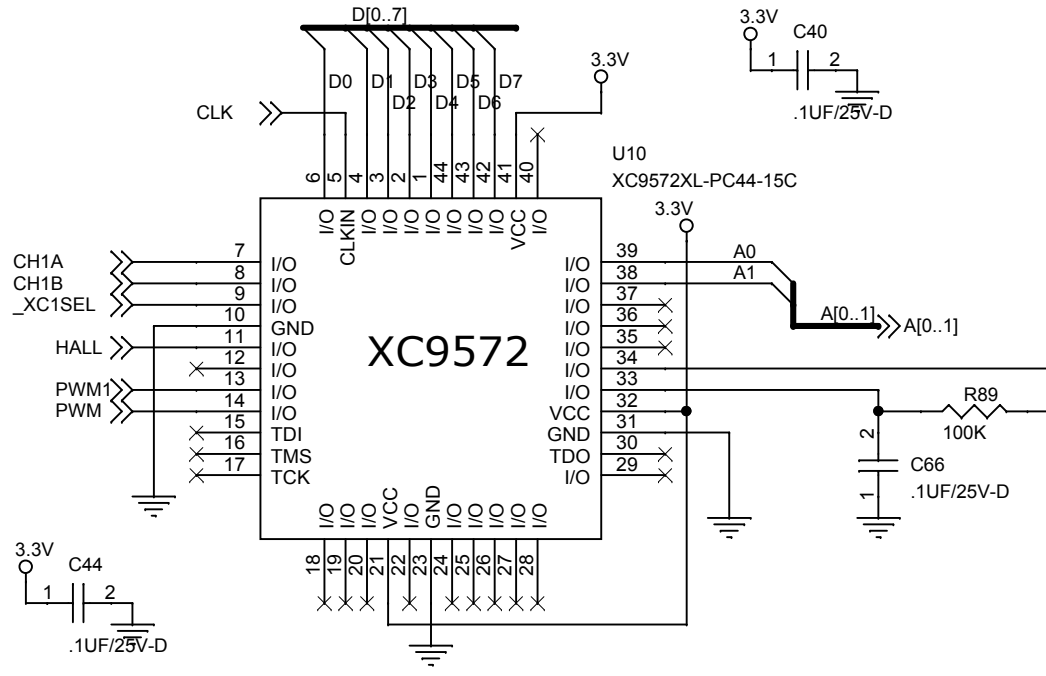 D[0..7]
3.3V
C40
1 2
.1UF/25V-D
3.3V
D0 D1 D2 D3 D4 D5 D6 D7
CLK
U10
XC9572XL-PC44-15C
3.3V
6 5 4 3 2 1 44 43 42 41 40
I/O CLKIN I/O I/O I/O I/O I/O I/O I/O VCC I/O
CH1A 7 I/O
CH1B 8 I/O
_XC1SEL 9 I/O
10 GND
HALL 11 I/O
12 I/O
PWM1 13 I/O
PWM 14 I/O
15 TDI
16 TMS
17 TCK
XC9572
I/O 39 A0
I/O 38 A1
I/O 37
I/O 36
I/O 35
I/O 34
I/O 33
VCC 32
GND 31
TDO 30
I/O 29
A[0..1] A[0..1]
R89
100K
2
C66
1
.1UF/25V-D
I/O I/O I/O VCC I/O GND I/O I/O I/O I/O I/O
18 19 20 21 22 23 24 25 26 27 28
3.3V
C44
1 2
.1UF/25V-D